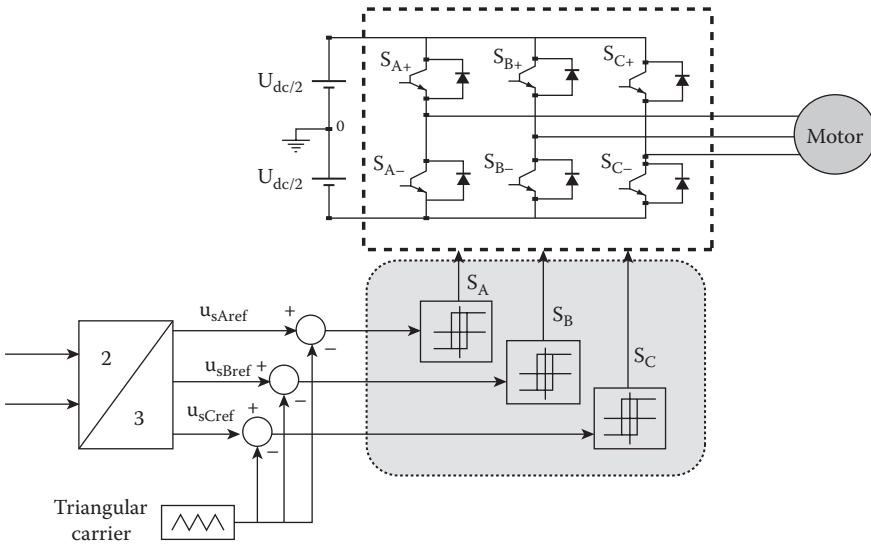 S_A+
S_B+
S_C+
U_dc/2
0
Motor
S_A−
S_B−
S_C−
U_dc/2
S_A
u_sAref
+
−
S_B
2
u_sBref
+
−
S_C
3
u_sCref
+
−
Triangular
carrier